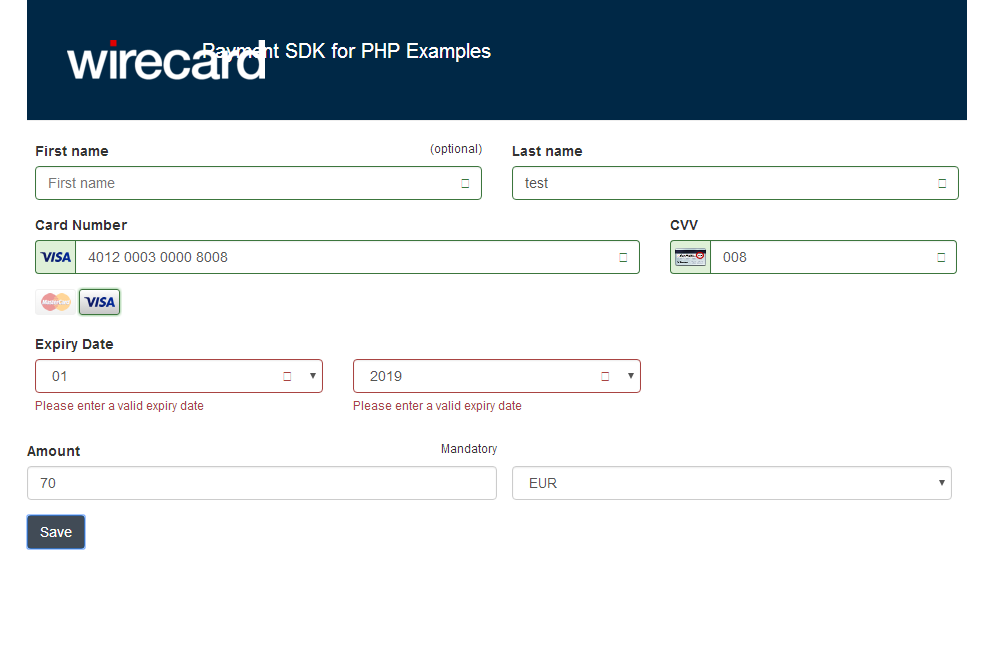 wirecard
Payment SDK for PHP Examples
First name (optional) Last name
First name test
Card Number CVV
VISA 4012 0003 0000 8008 008
MasterCard VISA
Expiry Date
01 2019
Please enter a valid expiry date Please enter a valid expiry date
Amount Mandatory
70 EUR
Save